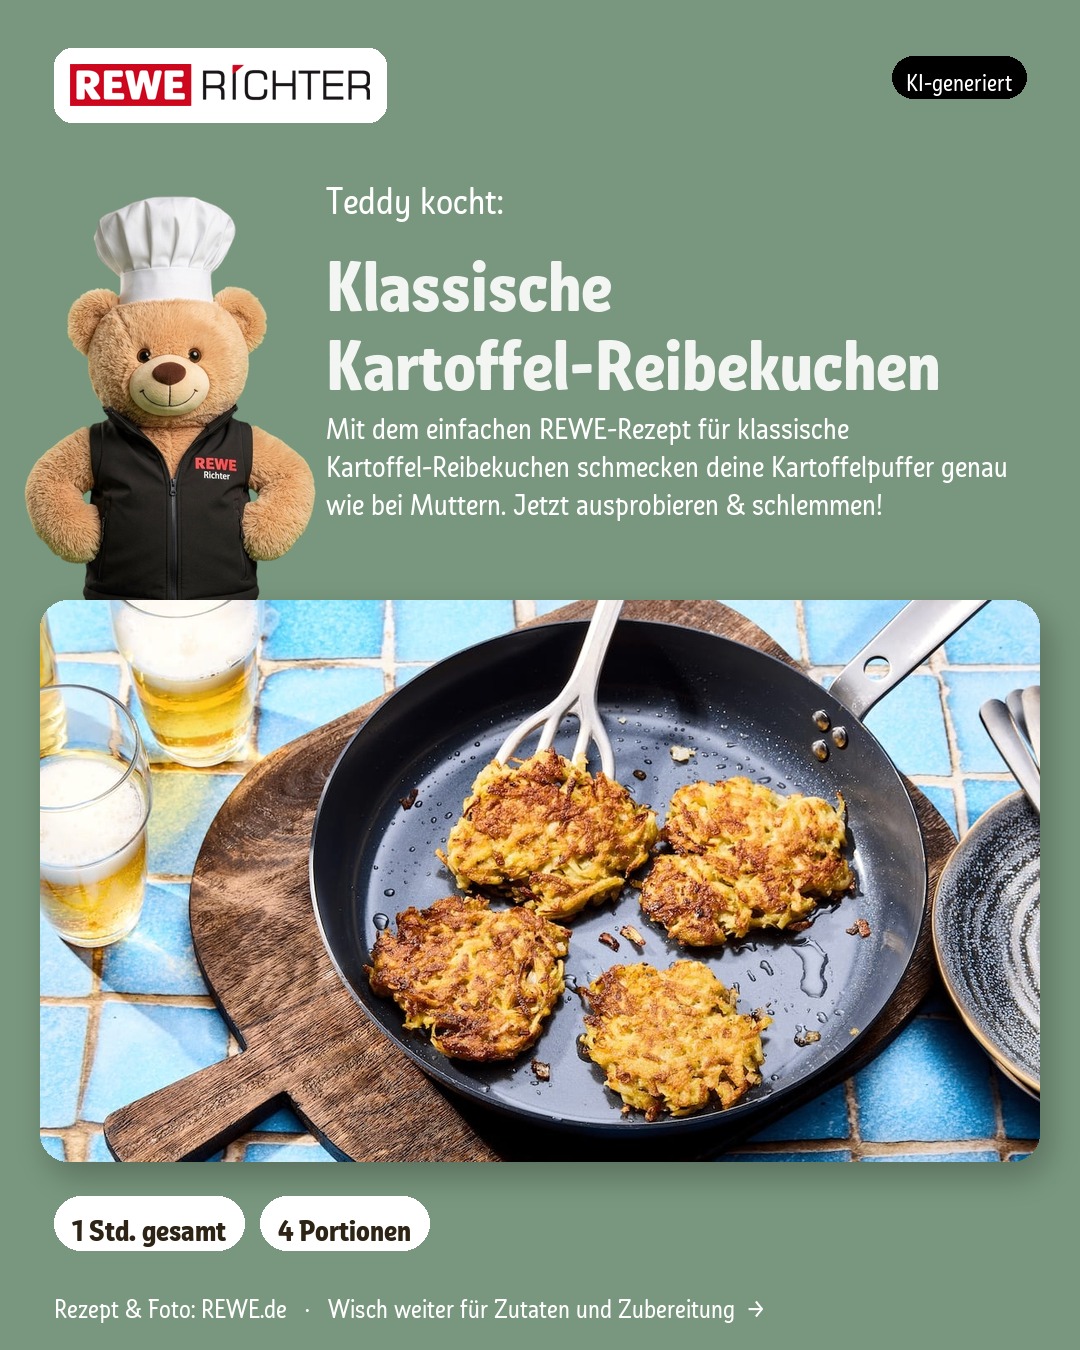 REWE RICHTER
KI-generiert
Teddy kocht:
Klassische
Kartoffel-Reibekuchen
Mit dem einfachen REWE-Rezept für klassische
Kartoffel-Reibekuchen schmecken deine Kartoffelpuffer genau
wie bei Muttern. Jetzt ausprobieren & schlemmen!
REWE
Richter
1 Std. gesamt
4 Portionen
Rezept & Foto: REWE.de · Wisch weiter für Zutaten und Zubereitung →